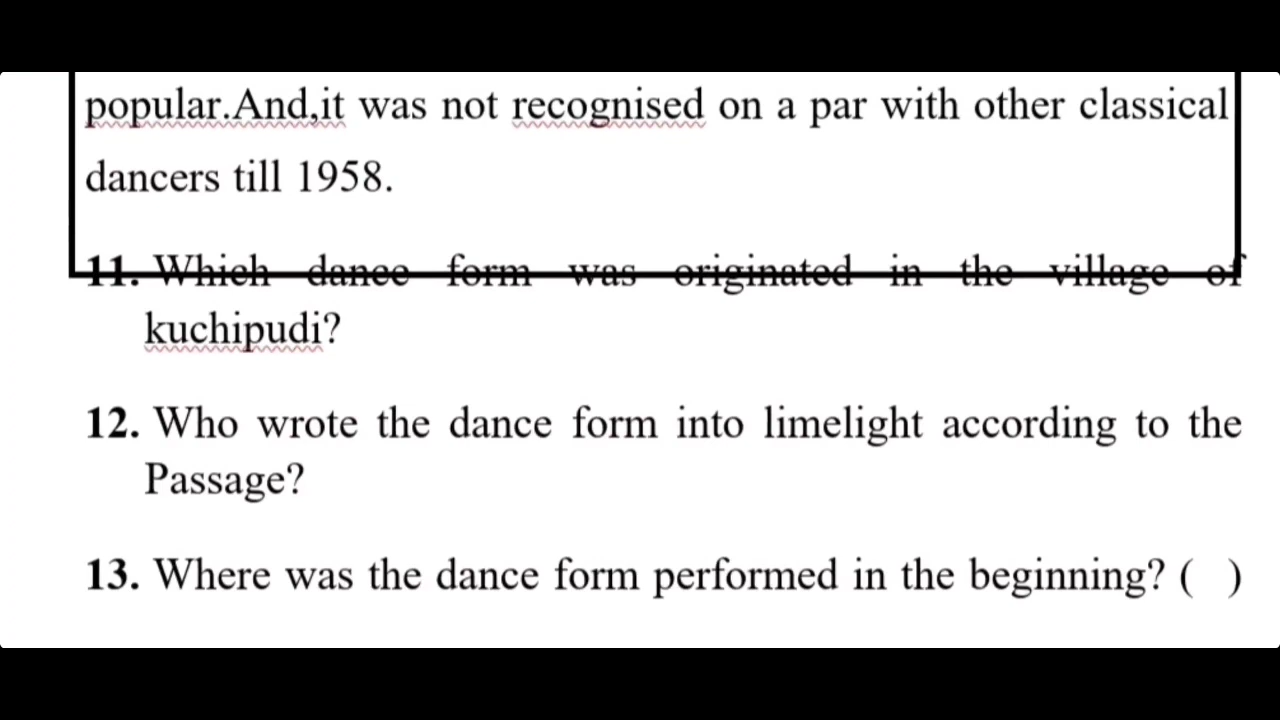 popular.And,it was not recognised on a par with other classical
dancers till 1958.
11. Which dance form was originated in the village of
kuchipudi?
12. Who wrote the dance form into limelight according to the
Passage?
13. Where was the dance form performed in the beginning? ( )